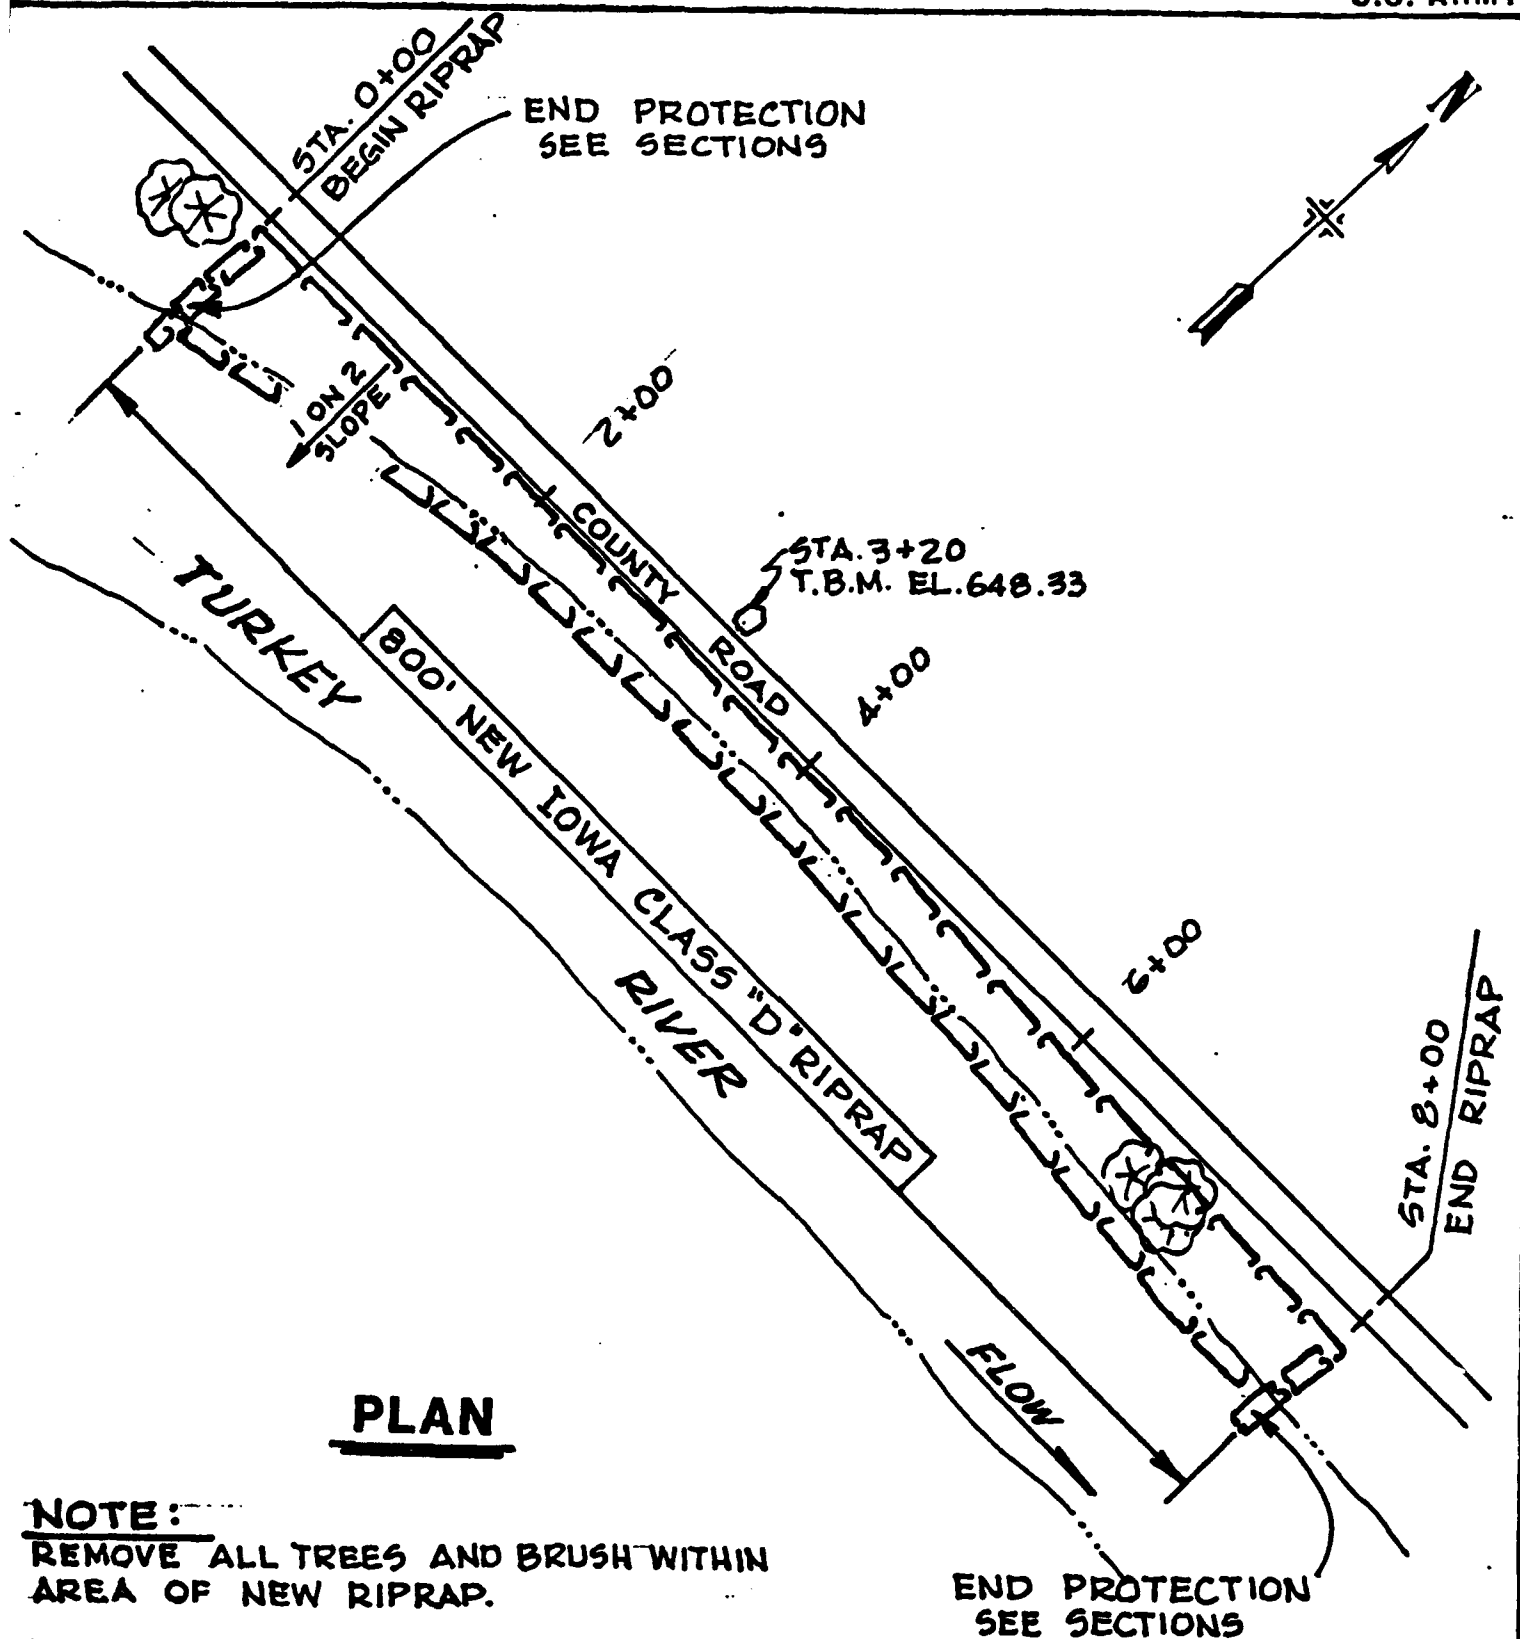 STA. 0+00
BEGIN RIPRAP
END PROTECTION
SEE SECTIONS
N
1 ON 2
SLOPE
2+00
COUNTY ROAD
STA. 3+20
T.B.M. EL. 648.33
4+00
TURKEY RIVER
800' NEW IOWA CLASS "D" RIPRAP
6+00
STA. 8+00
END RIPRAP
FLOW
PLAN
NOTE:
REMOVE ALL TREES AND BRUSH WITHIN
AREA OF NEW RIPRAP.
END PROTECTION
SEE SECTIONS